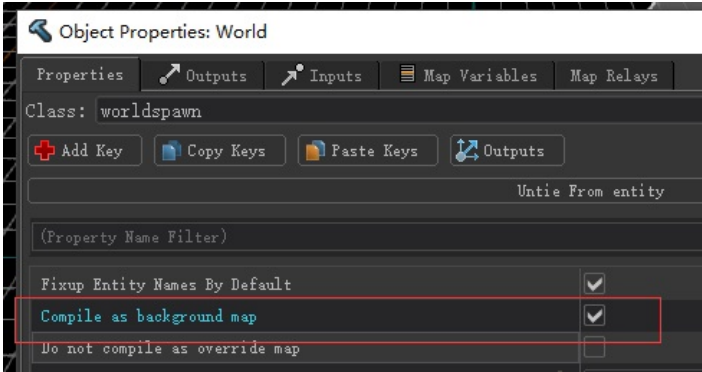 Object Properties: World
Properties Outputs Inputs Map Variables Map Relays
Class: worldspawn
Add Key Copy Keys Paste Keys Outputs
Untie From entity
(Property Name Filter)
Fixup Entity Names By Default
Compile as background map
Do not compile as override map